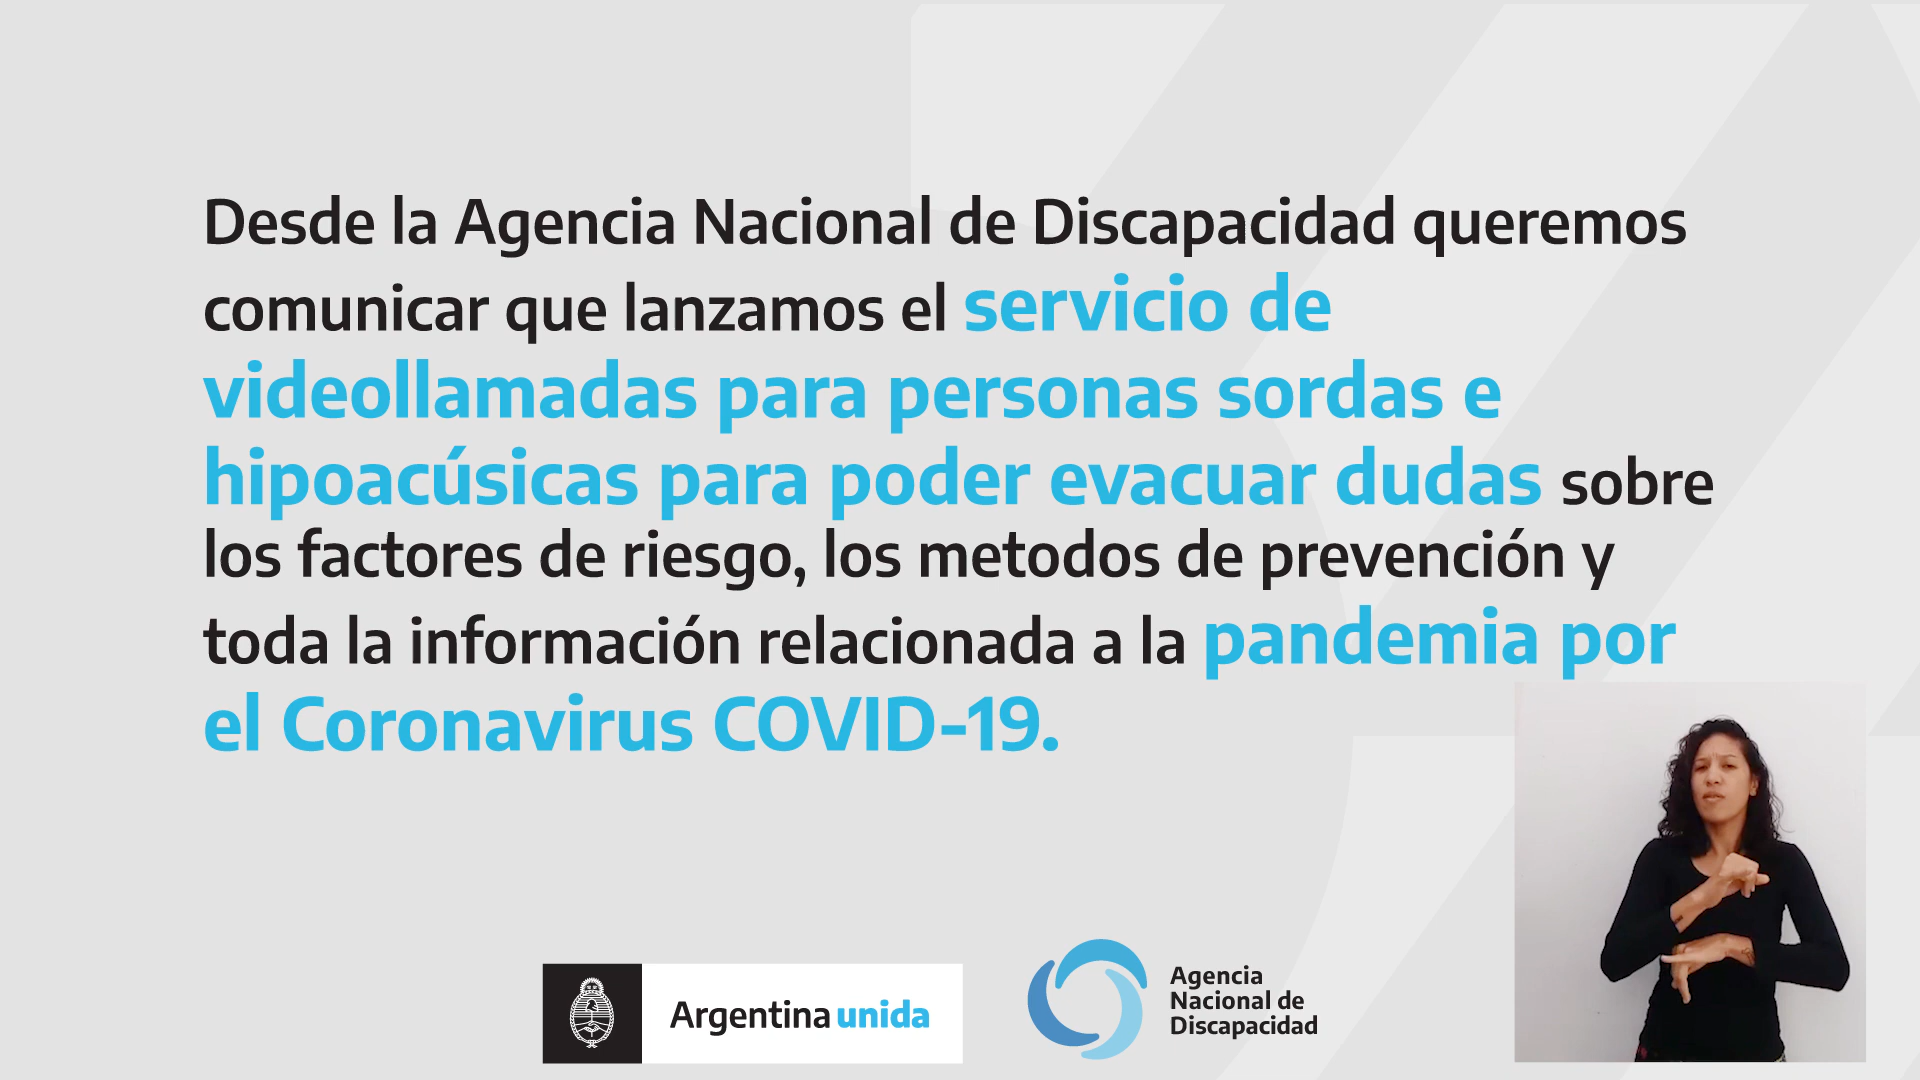 Desde la Agencia Nacional de Discapacidad queremos
comunicar que lanzamos el servicio de
videollamadas para personas sordas e
hipoacúsicas para poder evacuar dudas sobre
los factores de riesgo, los metodos de prevención y
toda la información relacionada a la pandemia por
el Coronavirus COVID-19.
Argentina unida
Agencia
Nacional de
Discapacidad